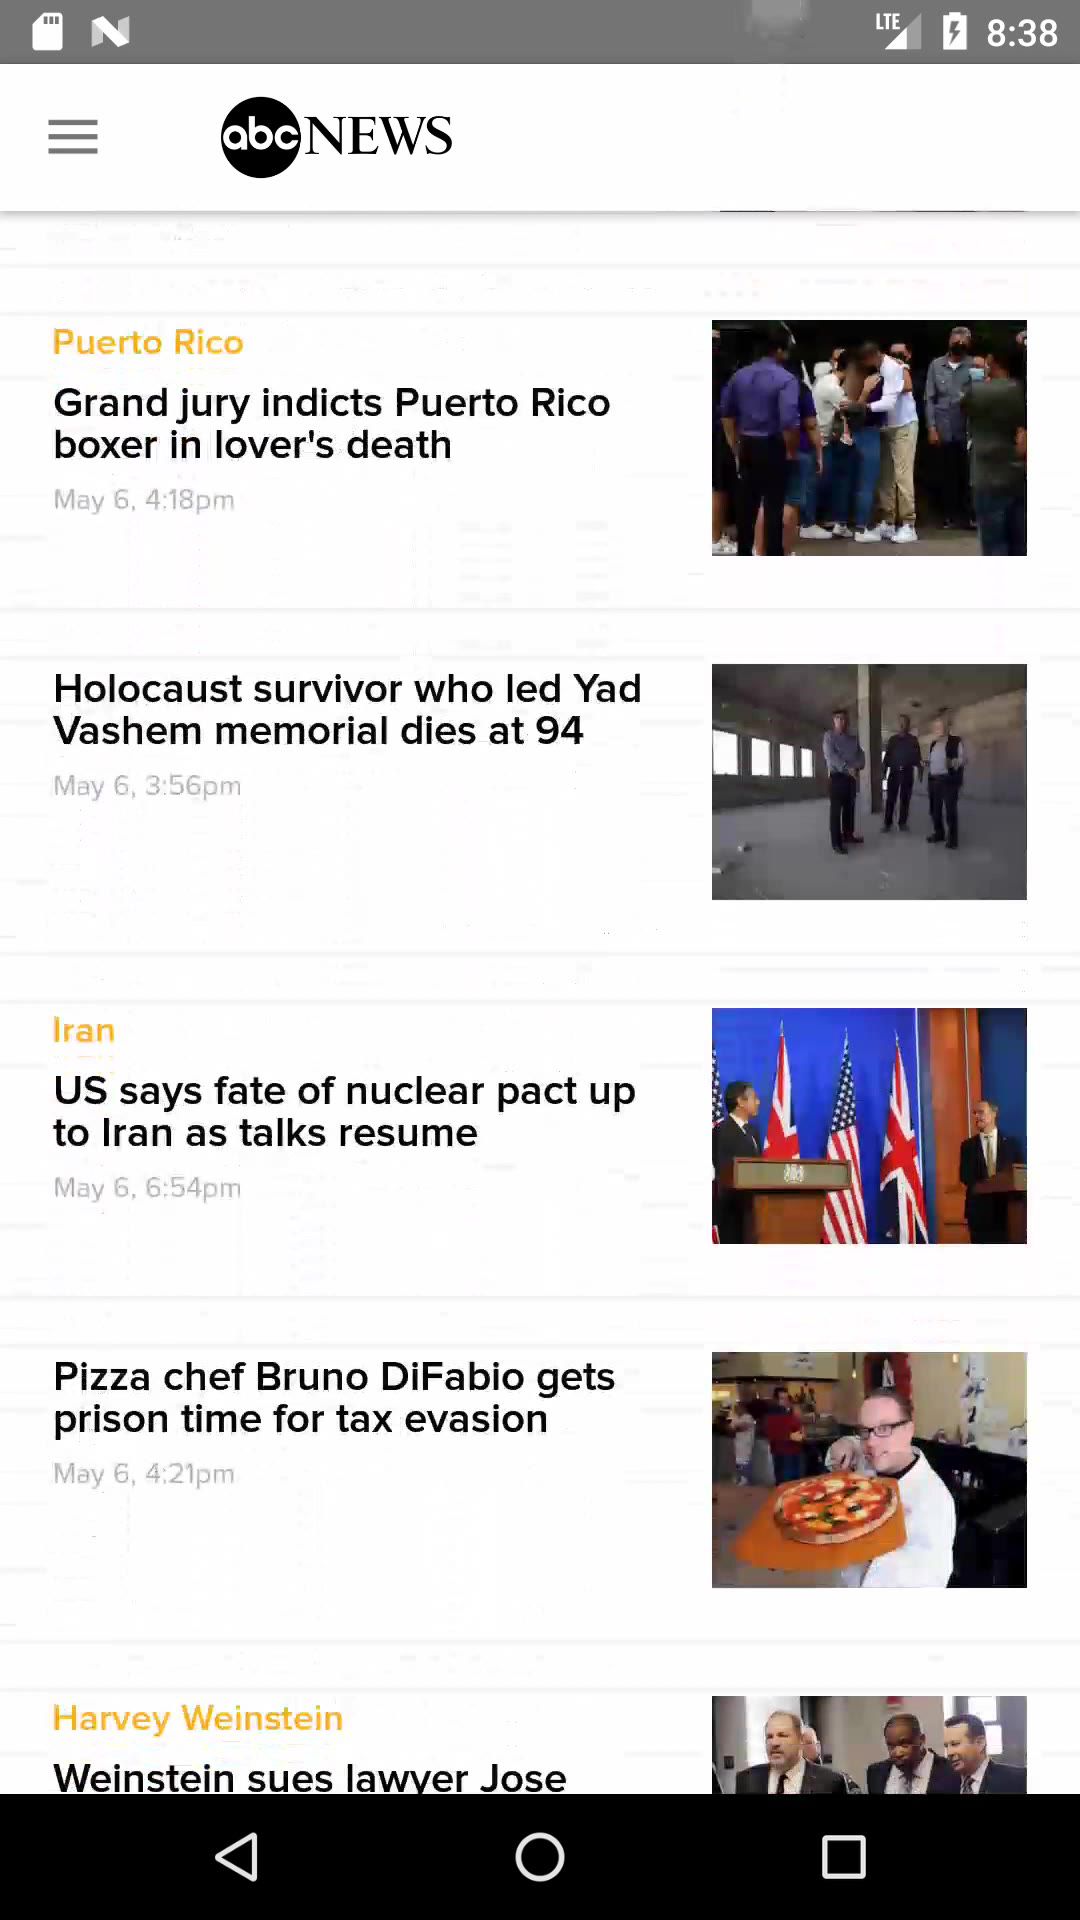 LTE
8:38
abc NEWS
Puerto Rico
Grand jury indicts Puerto Rico
boxer in lover's death
May 6, 4:18pm
Holocaust survivor who led Yad
Vashem memorial dies at 94
May 6, 3:56pm
Iran
US says fate of nuclear pact up
to Iran as talks resume
May 6, 6:54pm
Pizza chef Bruno DiFabio gets
prison time for tax evasion
May 6, 4:21pm
Harvey Weinstein
Weinstein sues lawyer Jose